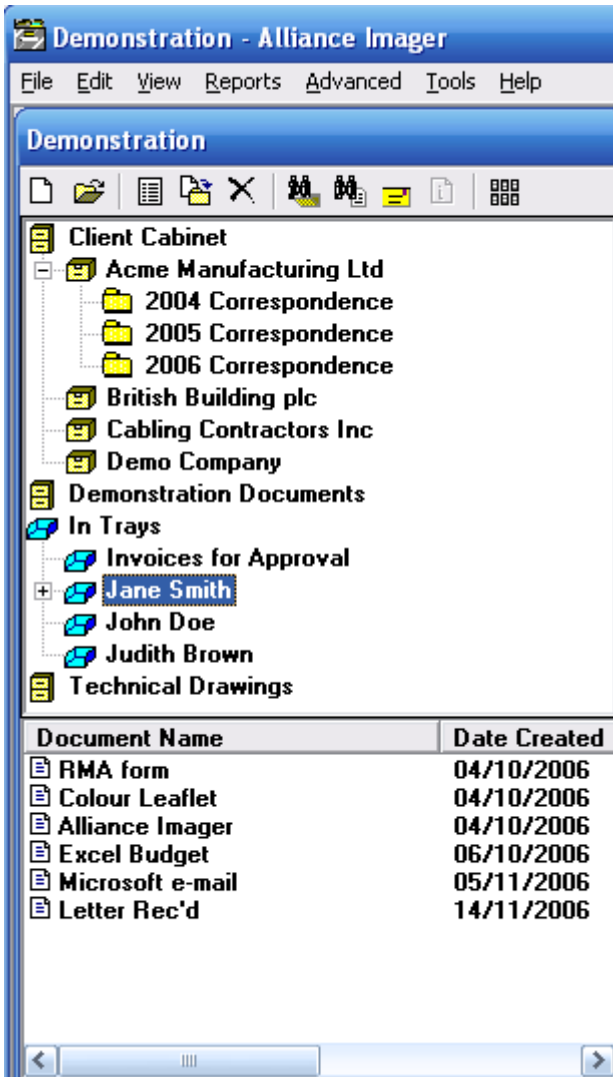 Demonstration - Alliance Imager
File Edit View Reports Advanced Tools Help
Demonstration
Client Cabinet
Acme Manufacturing Ltd
2004 Correspondence
2005 Correspondence
2006 Correspondence
British Building plc
Cabling Contractors Inc
Demo Company
Demonstration Documents
In Trays
Invoices for Approval
Jane Smith
John Doe
Judith Brown
Technical Drawings
Document Name Date Created
RMA form 04/10/2006
Colour Leaflet 04/10/2006
Alliance Imager 04/10/2006
Excel Budget 06/10/2006
Microsoft e-mail 05/11/2006
Letter Rec'd 14/11/2006